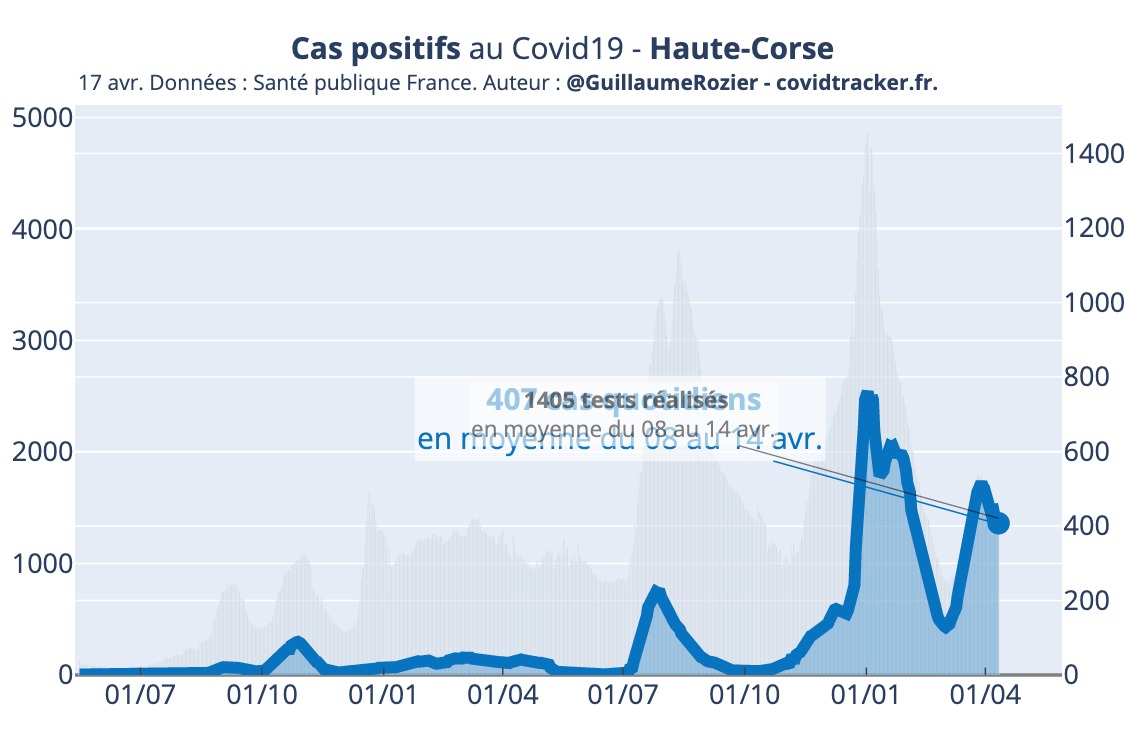 Cas positifs au Covid19 - Haute-Corse
17 avr. Données : Santé publique France. Auteur : @GuillaumeRozier - covidtracker.fr.
5000
4000
3000
2000
1000
0
1400
1200
1000
800
600
400
200
0
407 cas quotidiens
en moyenne du 08 au 14 avr.
1405 tests réalisés
en moyenne du 08 au 14 avr.
01/07 01/10 01/01 01/04 01/07 01/10 01/01 01/04